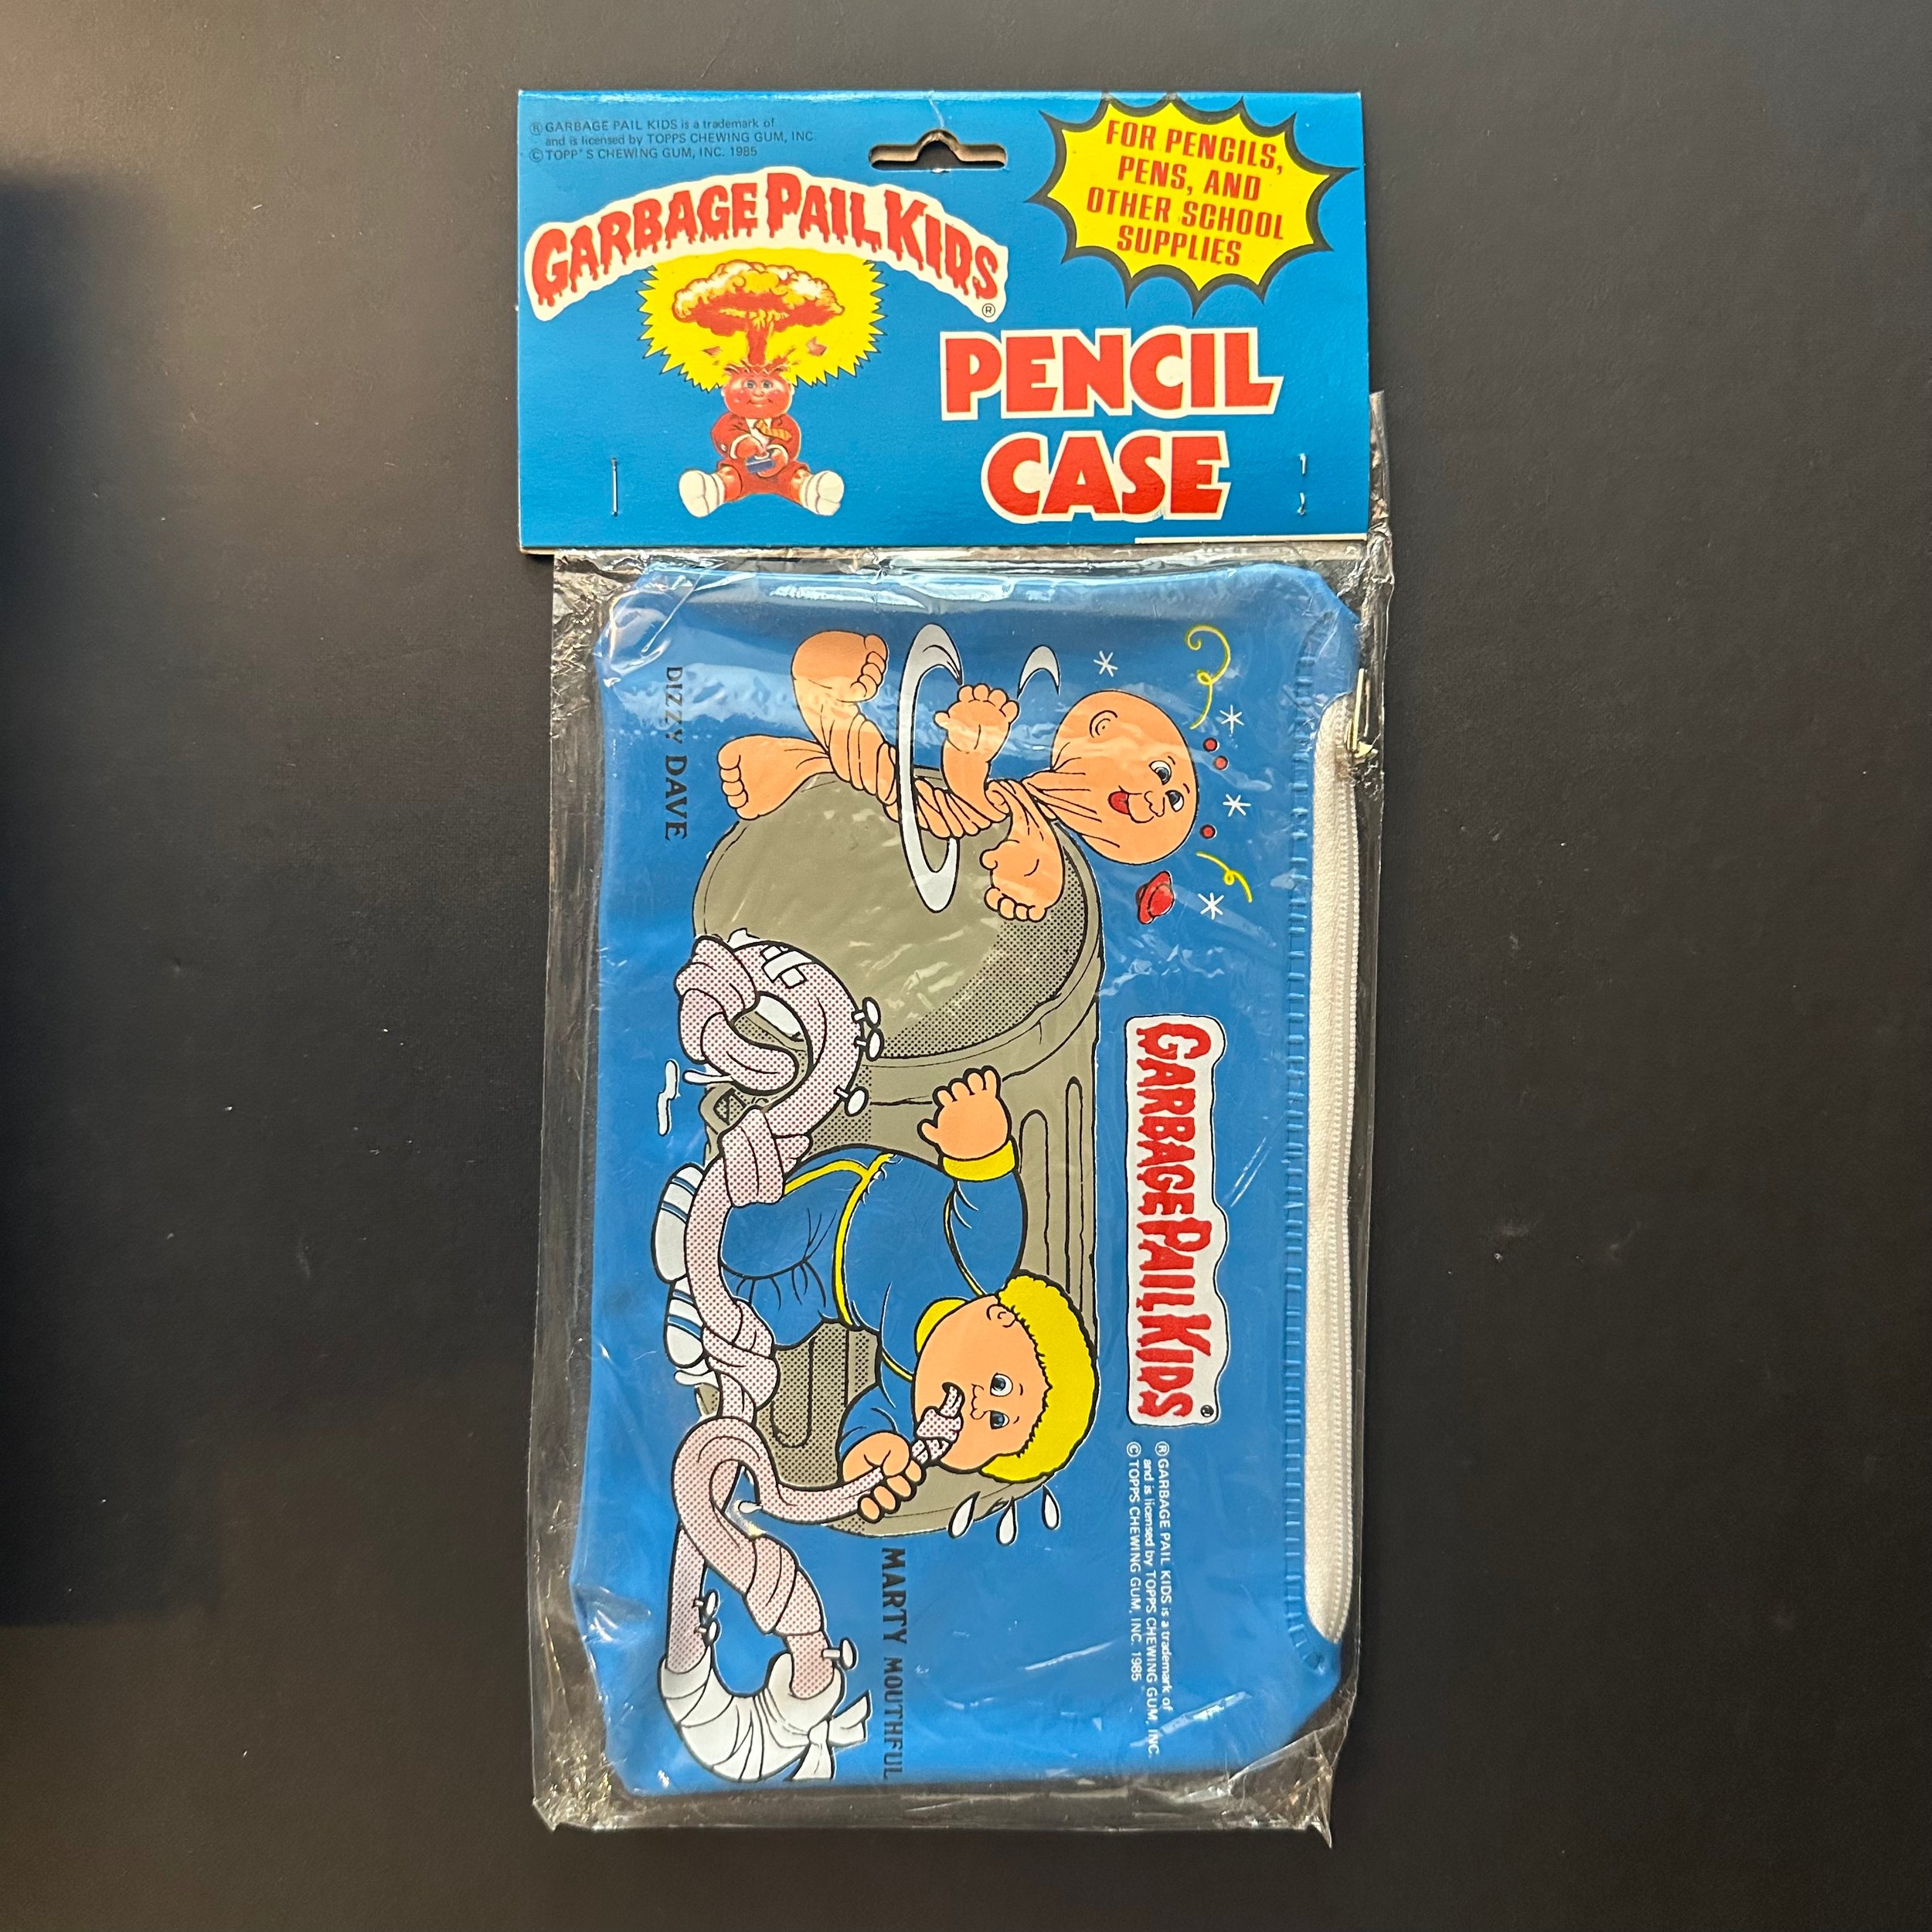 ® GARBAGE PAIL KIDS is a trademark of
and is licensed by TOPPS CHEWING GUM, INC
© TOPP'S CHEWING GUM, INC. 1985
GARBAGE PAIL KIDS ®
FOR PENCILS,
PENS, AND
OTHER SCHOOL
SUPPLIES
PENCIL
CASE
DIZZY DAVE
GARBAGE PAIL KIDS ®
® GARBAGE PAIL KIDS is a trademark of
and is licensed by TOPPS CHEWING GUM, INC.
© TOPPS CHEWING GUM, INC. 1985
MARTY MOUTHFUL